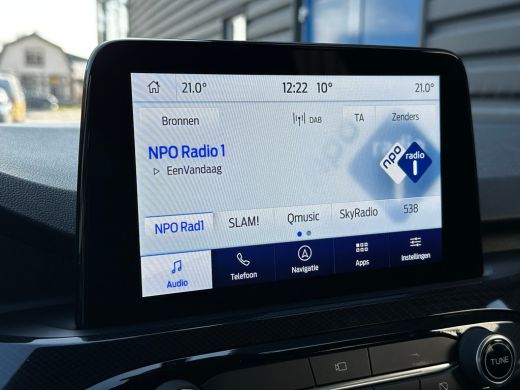 21.0° 12:22 10° 21.0°
Bronnen DAB TA Zenders
NPO Radio 1
EenVandaag
npo radio 1
NPO Rad1 SLAM! Qmusic SkyRadio 538
Audio Telefoon Navigatie Apps Instellingen
TUNE